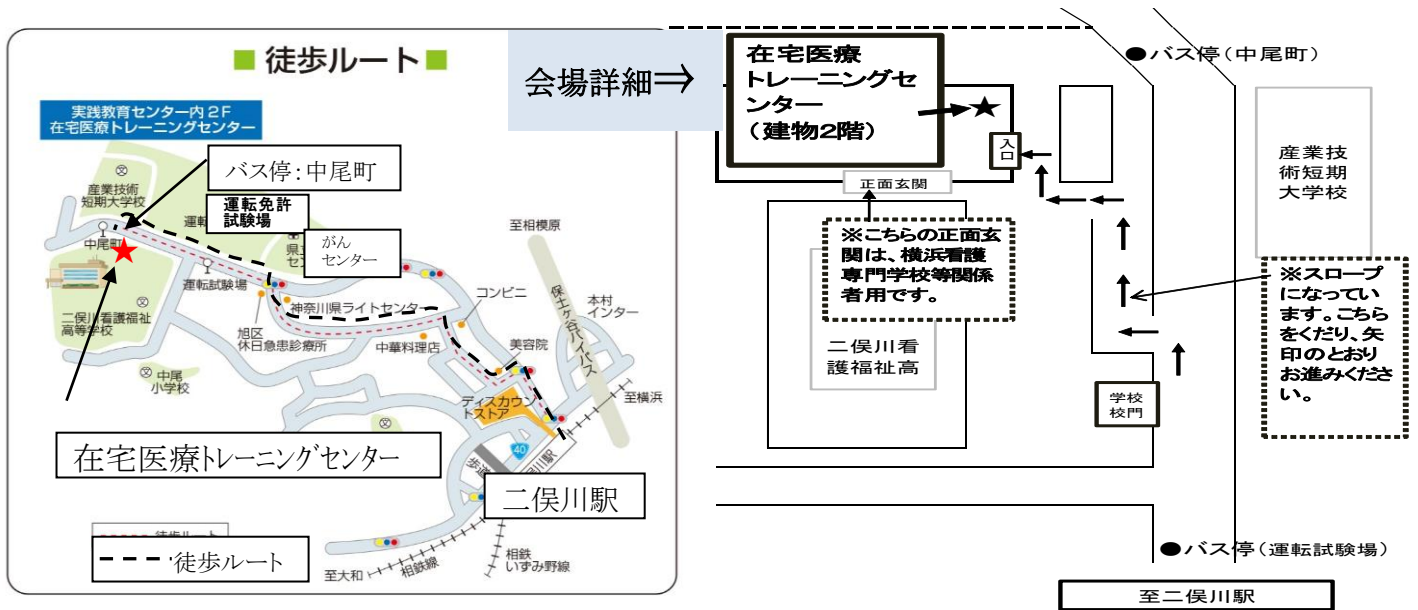 ■ 徒歩ルート ■
実践教育センター内2F
在宅医療トレーニングセンター
バス停:中尾町
産業技術
短期大学校
運転免許
試験場
がん
センター
至相模原
中尾町
運転試験場
神奈川県ライトセンター
コンビニ
本村
インター
保土ヶ谷バイパス
二俣川看護福祉
高等学校
旭区
休日急患診療所
中華料理店
美容院
中尾
小学校
ディスカウン
トストア
至横浜
在宅医療トレーニングセンター
40
歩道
二俣川駅
徒歩ルート
至大和
相鉄線
相鉄
いずみ野線
会場詳細⇒
在宅医療
トレーニングセ
ンター
(建物2階)
入口
正面玄関
●バス停(中尾町)
産業技
術短期
大学校
※こちらの正面玄
関は、横浜看護
専門学校等関係
者用です。
二俣川看
護福祉高
※スロープ
になってい
ます。こちら
をくだり、矢
印のとおり
お進みくださ
い。
学校
校門
●バス停(運転試験場)
至二俣川駅